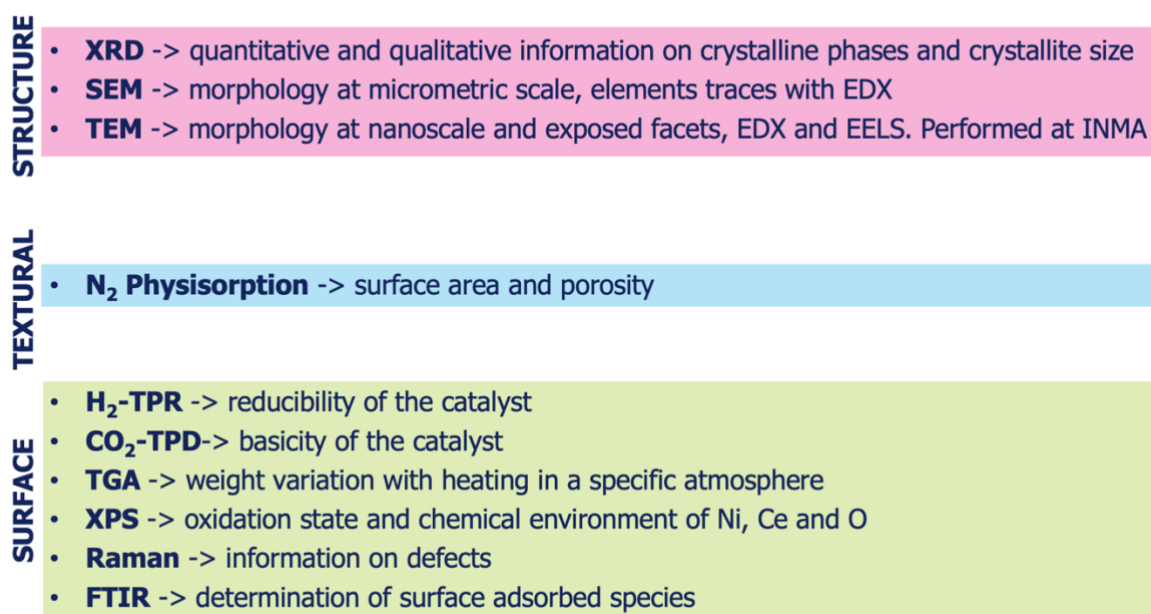 STRUCTURE
• XRD -> quantitative and qualitative information on crystalline phases and crystallite size
• SEM -> morphology at micrometric scale, elements traces with EDX
• TEM -> morphology at nanoscale and exposed facets, EDX and EELS. Performed at INMA
TEXTURAL
• N₂ Physisorption -> surface area and porosity
SURFACE
• H₂-TPR -> reducibility of the catalyst
• CO₂-TPD-> basicity of the catalyst
• TGA -> weight variation with heating in a specific atmosphere
• XPS -> oxidation state and chemical environment of Ni, Ce and O
• Raman -> information on defects
• FTIR -> determination of surface adsorbed species